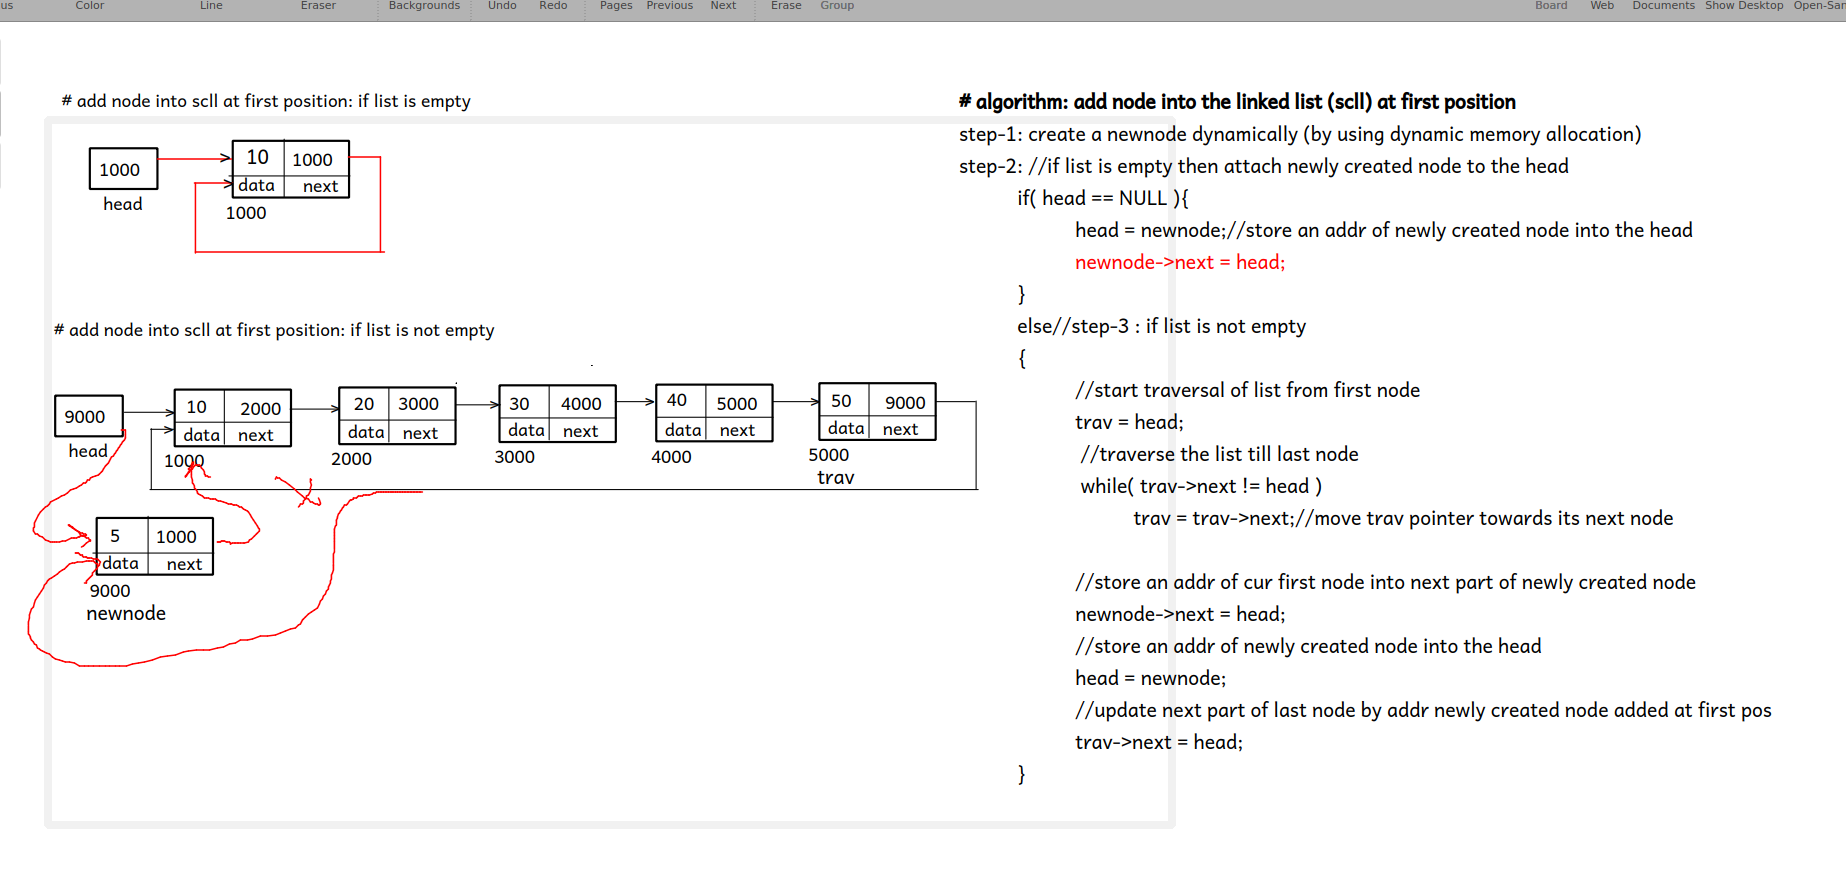 us Color Line Eraser Backgrounds Undo Redo Pages Previous Next Erase Group Board Web Documents Show Desktop Open-San
# add node into scll at first position: if list is empty
10 1000
1000
data next
head
1000
# add node into scll at first position: if list is not empty
9000
10 2000
20 3000
30 4000
40 5000
50 9000
data next
data next
data next
data next
data next
head
1000
2000
3000
4000
5000
trav
5 1000
data next
9000
newnode
# algorithm: add node into the linked list (scll) at first position
step-1: create a newnode dynamically (by using dynamic memory allocation)
step-2: //if list is empty then attach newly created node to the head
if( head == NULL ){
head = newnode;//store an addr of newly created node into the head
newnode->next = head;
}
else//step-3 : if list is not empty
{
//start traversal of list from first node
trav = head;
//traverse the list till last node
while( trav->next != head )
trav = trav->next;//move trav pointer towards its next node
//store an addr of cur first node into next part of newly created node
newnode->next = head;
//store an addr of newly created node into the head
head = newnode;
//update next part of last node by addr newly created node added at first pos
trav->next = head;
}